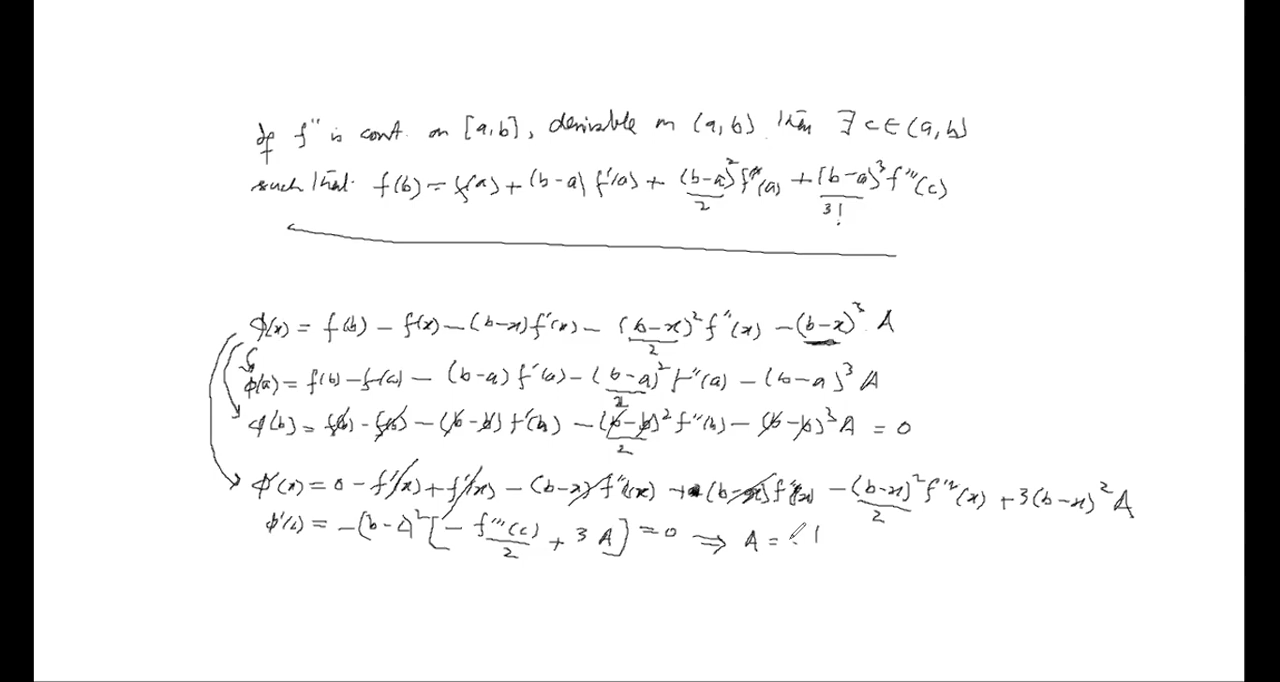 If f'' is cont. on [a,b], derivable on (a,b) then ∃ c∈(a,b)
such that f(b) = f(a) + (b-a) f'(a) + (b-a)²/2 f''(a) + (b-a)³/3! f'''(c)
φ(x) = f(b) - f(x) - (b-x) f'(x) - (b-x)²/2 f''(x) - (b-x)³ A
φ(a) = f(b) - f(a) - (b-a) f'(a) - (b-a)²/2 f''(a) - (b-a)³ A
φ(b) = f(b) - f(b) - (b-b) f'(b) - (b-b)²/2 f''(b) - (b-b)³ A = 0
φ'(x) = 0 - f'(x) + f'(x) - (b-x) f''(x) + (b-x) f''(x) - (b-x)²/2 f'''(x) + 3(b-x)² A
φ'(c) = -(b-c)² [- f'''(c)/2 + 3 A] = 0 ⇒ A =